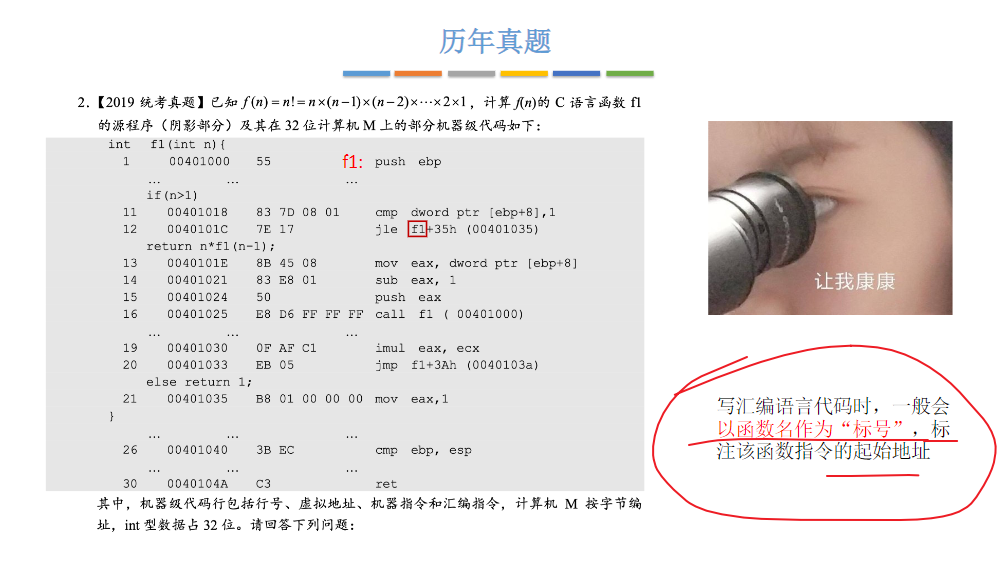 历年真题
2.【2019 统考真题】已知 f(n) = n! = n×(n−1)×(n−2)×⋯×2×1，计算 f(n)的 C 语言函数 f1
的源程序（阴影部分）及其在 32 位计算机 M 上的部分机器级代码如下：
int f1(int n){
1 00401000 55 f1: push ebp
… … …
if(n>1)
11 00401018 83 7D 08 01 cmp dword ptr [ebp+8],1
12 0040101C 7E 17 jle f1+35h (00401035)
return n*f1(n-1);
13 0040101E 8B 45 08 mov eax, dword ptr [ebp+8]
14 00401021 83 E8 01 sub eax, 1
15 00401024 50 push eax
16 00401025 E8 D6 FF FF FF call f1 ( 00401000)
… … …
19 00401030 0F AF C1 imul eax, ecx
20 00401033 EB 05 jmp f1+3Ah (0040103a)
else return 1;
21 00401035 B8 01 00 00 00 mov eax,1
}
… … …
26 00401040 3B EC cmp ebp, esp
… … …
30 0040104A C3 ret
其中，机器级代码行包括行号、虚拟地址、机器指令和汇编指令，计算机 M 按字节编
址，int 型数据占 32 位。请回答下列问题：
让我康康
写汇编语言代码时，一般会
以函数名作为“标号”，标
注该函数指令的起始地址